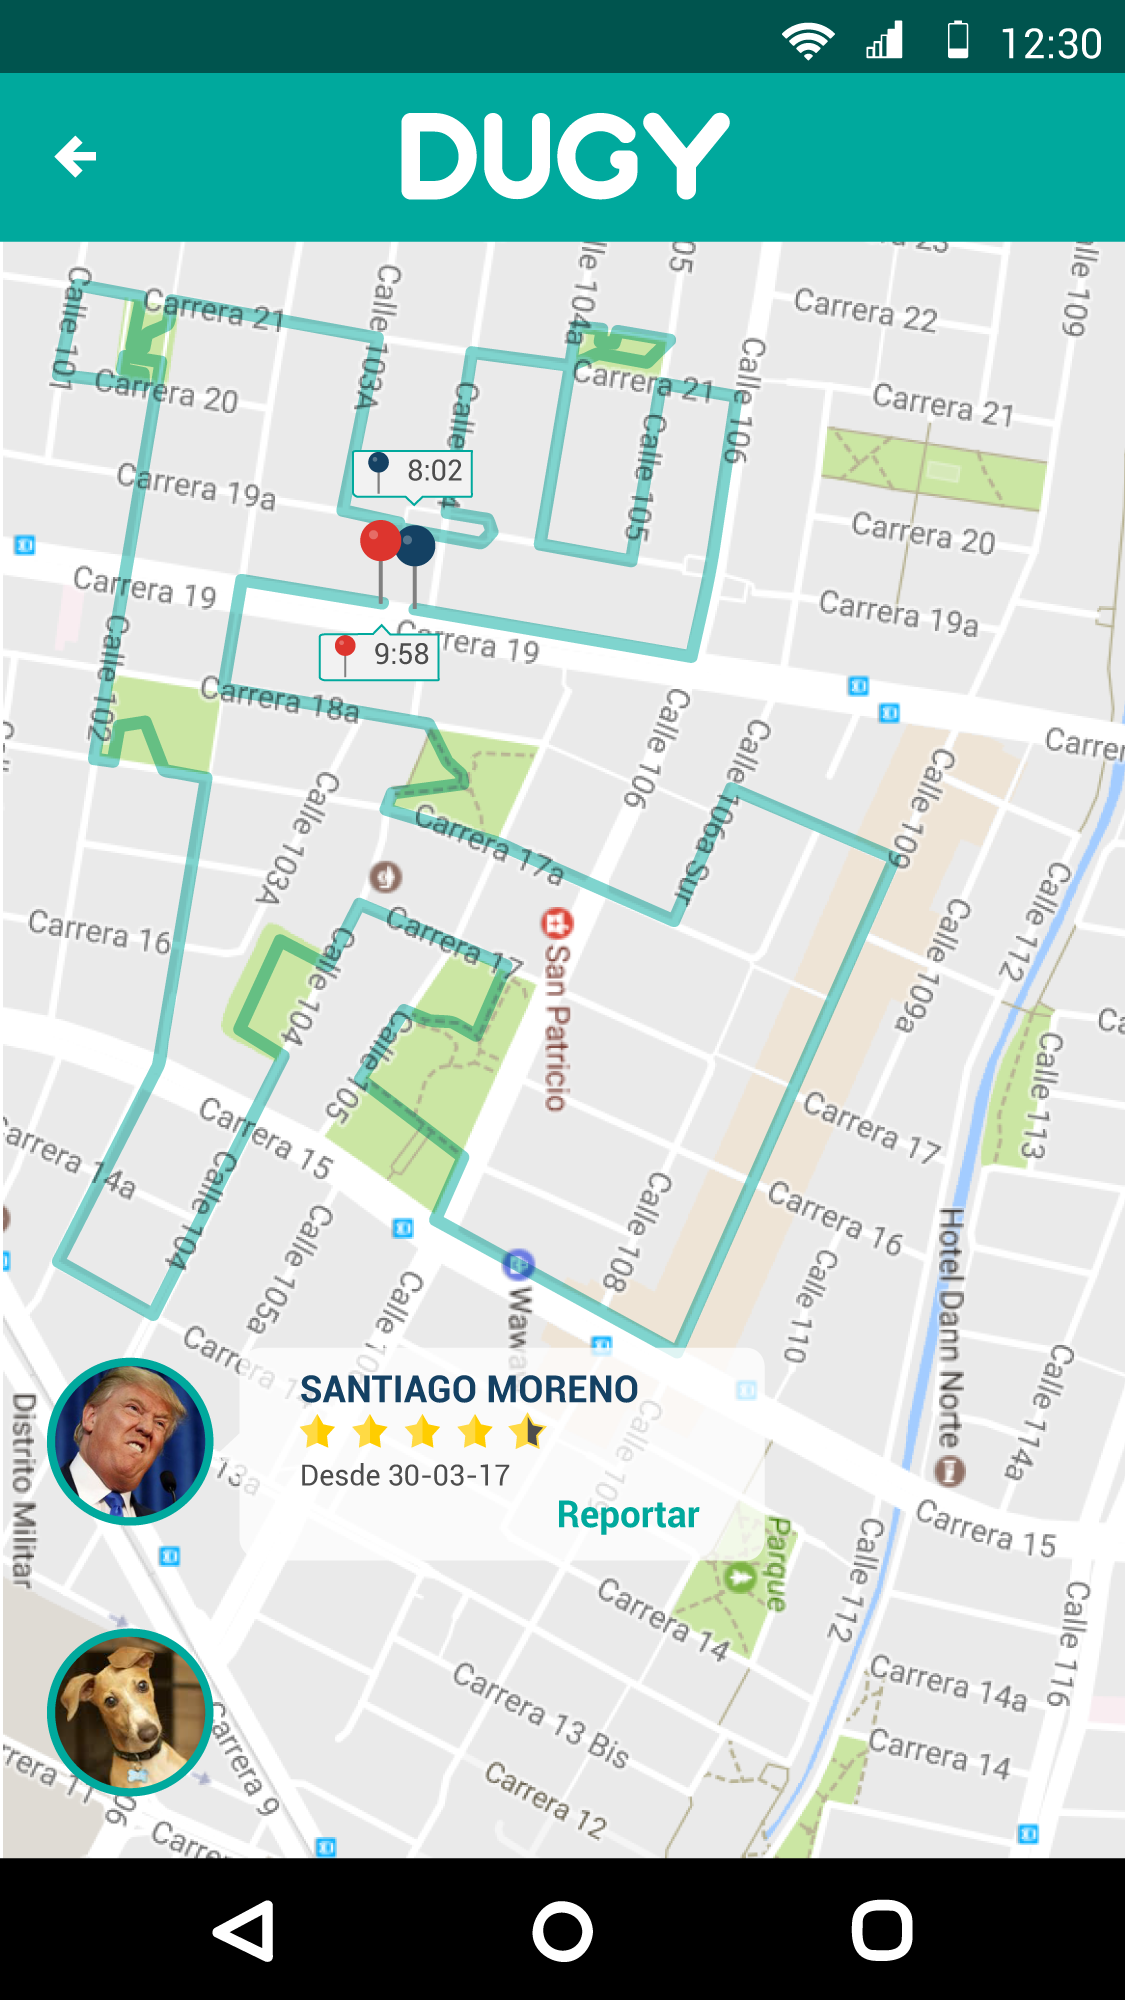 12:30
DUGY
Calle 101
Carrera 21
Calle 103A
Calle 104a
Carrera 22
Calle 106
Carrera 20
Carrera 21
Carrera 21
Calle 105
Carrera 19a
8:02
Carrera 20
Carrera 19
Carrera 19a
9:58
Carrera 19
Calle 102
Carrera 18a
Calle 106
Calle 106a Sur
Calle 109
Calle 103A
Carrera 17a
Calle 112
Carrera 16
Carrera 17
Calle 104
Calle 109a
San Patricio
Calle 105
Calle 113
Carrera 15
Carrera 17
Calle 104
Calle 108
Carrera 16
Calle 105a
Calle 110
Hotel Dann Norte
Calle 114a
SANTIAGO MORENO
Desde 30-03-17
Reportar
Distrito Militar
13a
Carrera 15
Parque
Calle 112
Carrera 14
Calle 116
Carrera 14a
Carrera 13 Bis
Carrera 14
Carrera 9
Carrera 12